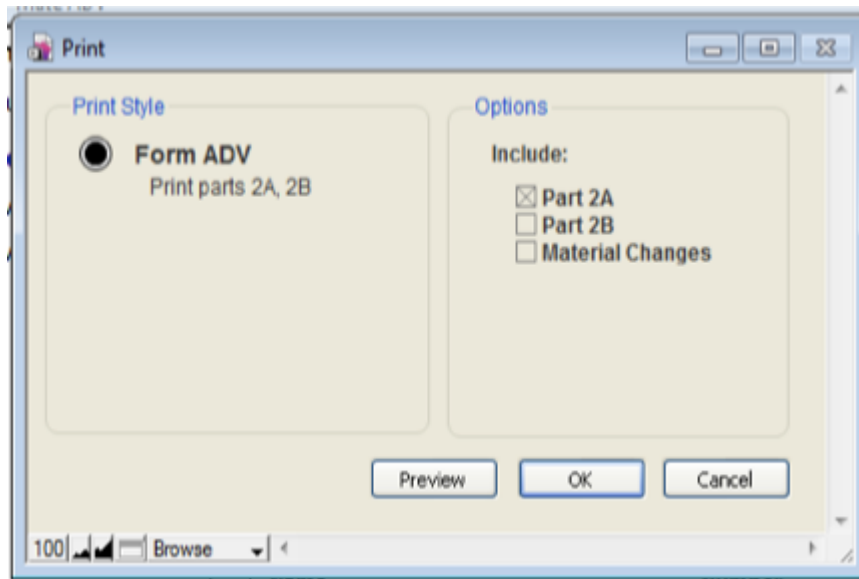 Print
Print Style
Form ADV
Print parts 2A, 2B
Options
Include:
Part 2A
Part 2B
Material Changes
Preview
OK
Cancel
100
Browse